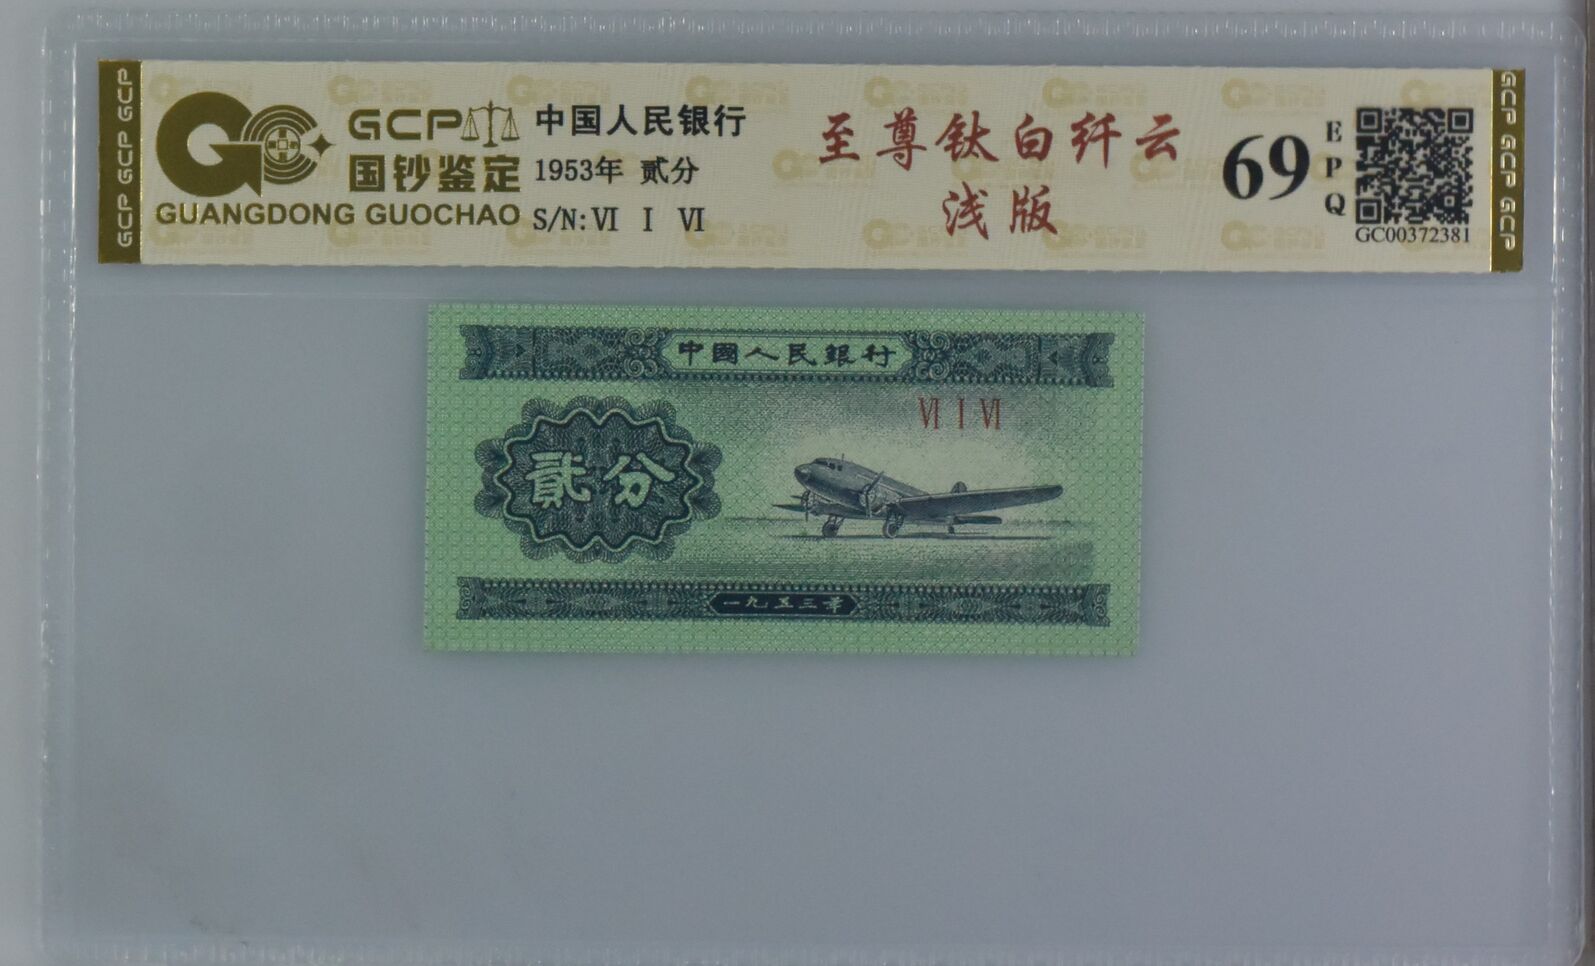 GCP GCP GCP
GCP
国钞鉴定
GUANGDONG GUOCHAO
中国人民银行
1953年 贰分
S/N: Ⅵ Ⅰ Ⅵ
至尊钛白纤云
浅版
69
EPQ
GC00372381
GCP GCP GCP
中國人民銀行
Ⅵ Ⅰ Ⅵ
貳分
一九五三年